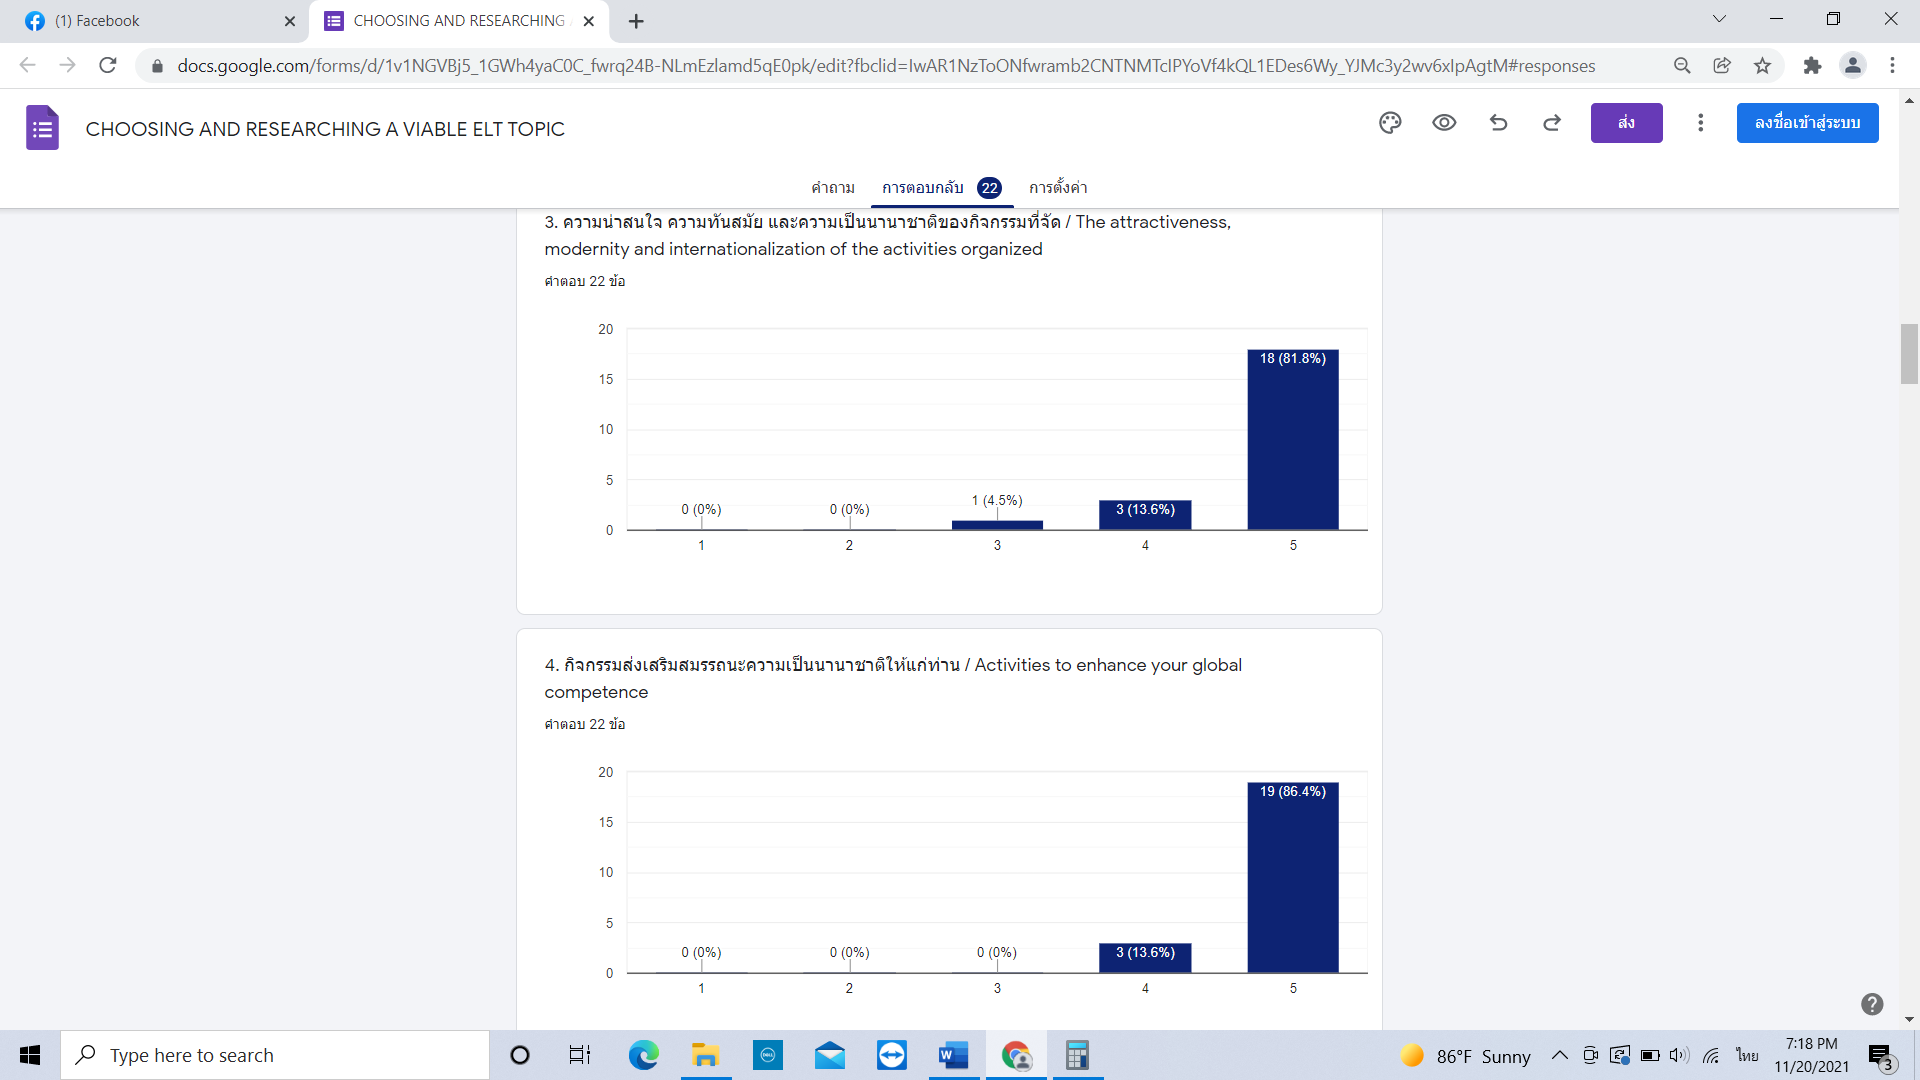 (1) Facebook
CHOOSING AND RESEARCHING A
docs.google.com/forms/d/1v1NGVBj5_1GWh4yaC0C_fwrq24B-NLmEzlamd5qE0pk/edit?fbclid=IwAR1NzToONfwramb2CNTNMTcIPYoVf4kQL1EDes6Wy_YJMc3y2wv6xIpAgtM#responses
CHOOSING AND RESEARCHING A VIABLE ELT TOPIC
ส่ง
ลงชื่อเข้าสู่ระบบ
คำถาม การตอบกลับ 22 การตั้งค่า
3. ความน่าสนใจ ความทันสมัย และความเป็นนานาชาติของกิจกรรมที่จัด / The attractiveness,
modernity and internationalization of the activities organized
คำตอบ 22 ข้อ
20
15
10
5
0
0 (0%) 0 (0%) 1 (4.5%) 3 (13.6%) 18 (81.8%)
1 2 3 4 5
4. กิจกรรมส่งเสริมสมรรถนะความเป็นนานาชาติให้แก่ท่าน / Activities to enhance your global
competence
คำตอบ 22 ข้อ
20
15
10
5
0
0 (0%) 0 (0%) 0 (0%) 3 (13.6%) 19 (86.4%)
1 2 3 4 5
Type here to search
DELL
W
86°F Sunny
ไทย
7:18 PM
11/20/2021
3